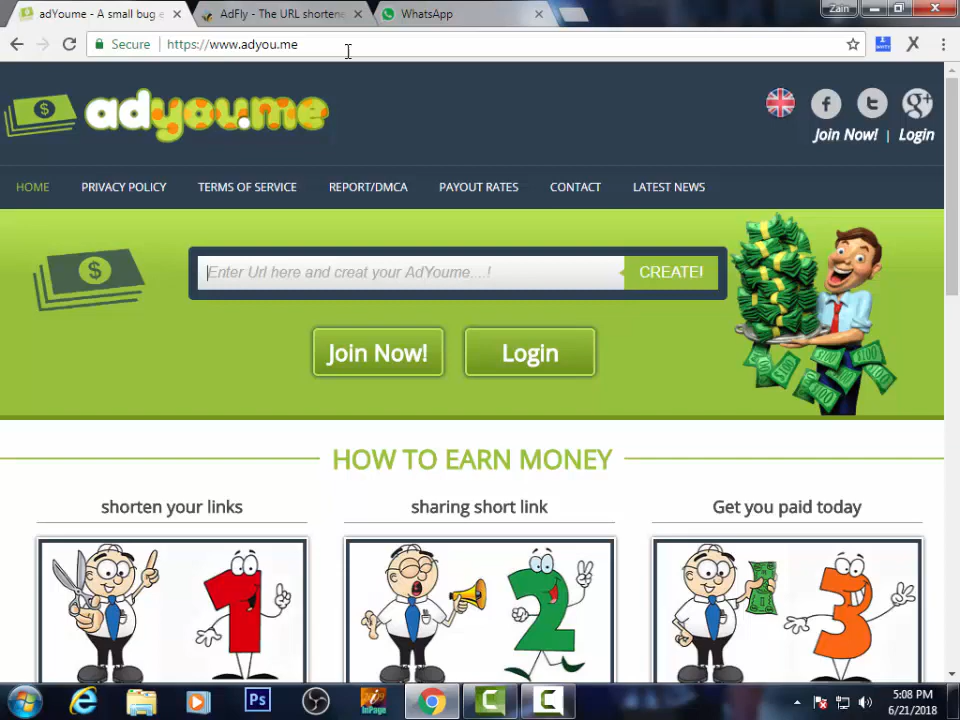 adYoume - A small bug e
AdFly - The URL shortene
WhatsApp
Zain
Secure
https://www.adyou.me
adyou.me
Join Now! | Login
HOME
PRIVACY POLICY
TERMS OF SERVICE
REPORT/DMCA
PAYOUT RATES
CONTACT
LATEST NEWS
Enter Url here and creat your AdYoume....!
CREATE!
Join Now!
Login
HOW TO EARN MONEY
shorten your links
sharing short link
Get you paid today
Ps
InPage
5:08 PM
6/21/2018